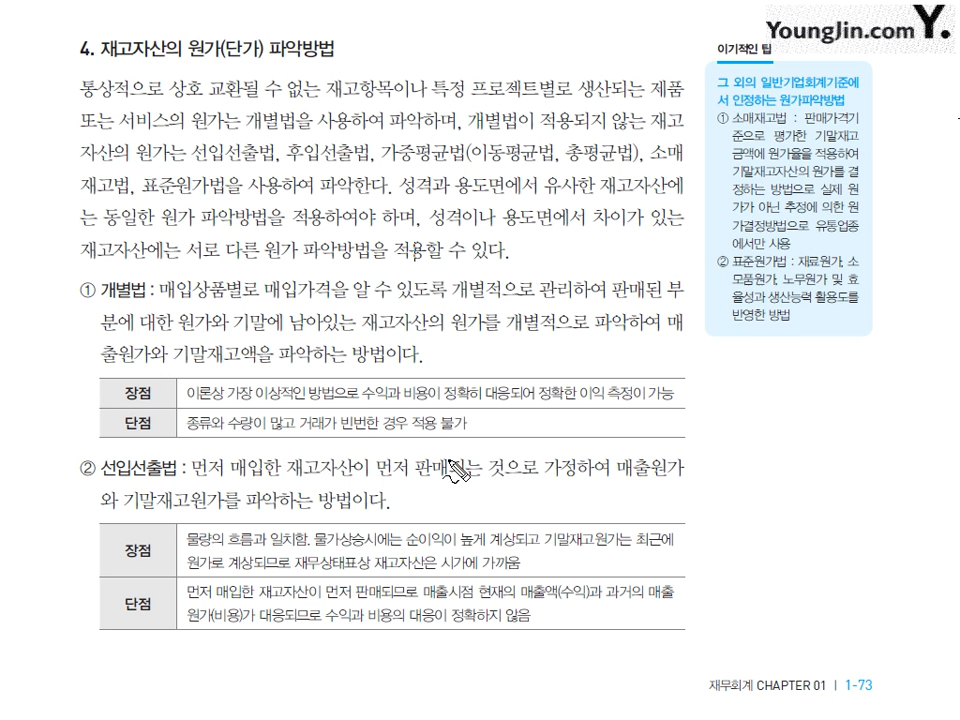 YoungJin.com Y.
4. 재고자산의 원가(단가) 파악방법
통상적으로 상호 교환될 수 없는 재고항목이나 특정 프로젝트별로 생산되는 제품
또는 서비스의 원가는 개별법을 사용하여 파악하며, 개별법이 적용되지 않는 재고
자산의 원가는 선입선출법, 후입선출법, 가중평균법(이동평균법, 총평균법), 소매
재고법, 표준원가법을 사용하여 파악한다. 성격과 용도면에서 유사한 재고자산에
는 동일한 원가 파악방법을 적용하여야 하며, 성격이나 용도면에서 차이가 있는
재고자산에는 서로 다른 원가 파악방법을 적용할 수 있다.
① 개별법 : 매입상품별로 매입가격을 알 수 있도록 개별적으로 관리하여 판매된 부
분에 대한 원가와 기말에 남아있는 재고자산의 원가를 개별적으로 파악하여 매
출원가와 기말재고액을 파악하는 방법이다.
장점 이론상 가장 이상적인 방법으로 수익과 비용이 정확히 대응되어 정확한 이익 측정이 가능
단점 종류와 수량이 많고 거래가 빈번한 경우 적용 불가
② 선입선출법 : 먼저 매입한 재고자산이 먼저 판매되는 것으로 가정하여 매출원가
와 기말재고원가를 파악하는 방법이다.
장점 물량의 흐름과 일치함. 물가상승시에는 순이익이 높게 계상되고 기말재고원가는 최근에
원가로 계상되므로 재무상태표상 재고자산은 시가에 가까움
단점 먼저 매입한 재고자산이 먼저 판매되므로 매출시점 현재의 매출액(수익)과 과거의 매출
원가(비용)가 대응되므로 수익과 비용의 대응이 정확하지 않음
이기적인 팁
그 외의 일반기업회계기준에
서 인정하는 원가파악방법
① 소매재고법 : 판매가격기
준으로 평가한 기말재고
금액에 원가율을 적용하여
기말재고자산의 원가를 결
정하는 방법으로 실제 원
가가 아닌 추정에 의한 원
가결정방법으로 유통업종
에서만 사용
② 표준원가법 : 재료원가, 소
모품원가, 노무원가 및 효
율성과 생산능력 활용도를
반영한 방법
재무회계 CHAPTER 01 | 1-73